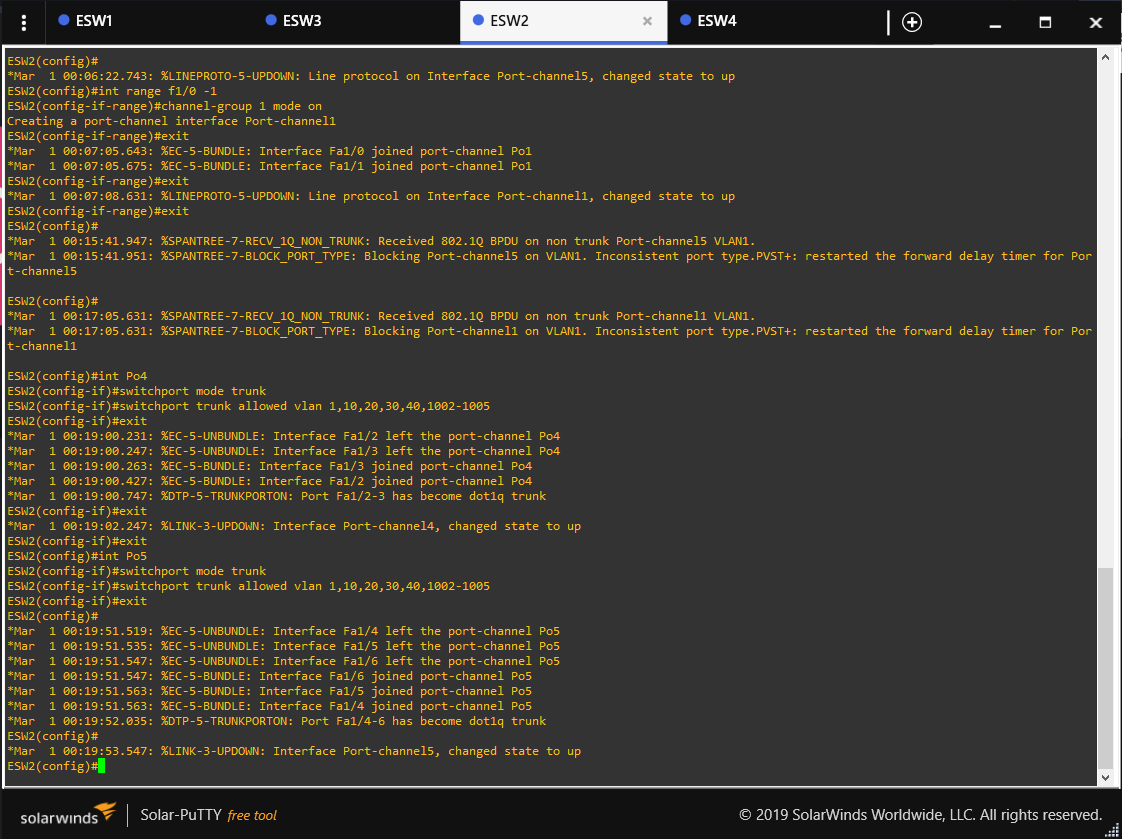 ESW1
ESW3
ESW2
ESW4
ESW2(config)#
*Mar  1 00:06:22.743: %LINEPROTO-5-UPDOWN: Line protocol on Interface Port-channel5, changed state to up
ESW2(config)#int range f1/0 -1
ESW2(config-if-range)#channel-group 1 mode on
Creating a port-channel interface Port-channel1
ESW2(config-if-range)#exit
*Mar  1 00:07:05.643: %EC-5-BUNDLE: Interface Fa1/0 joined port-channel Po1
*Mar  1 00:07:05.675: %EC-5-BUNDLE: Interface Fa1/1 joined port-channel Po1
ESW2(config-if-range)#exit
*Mar  1 00:07:08.631: %LINEPROTO-5-UPDOWN: Line protocol on Interface Port-channel1, changed state to up
ESW2(config-if-range)#exit
ESW2(config)#
*Mar  1 00:15:41.947: %SPANTREE-7-RECV_1Q_NON_TRUNK: Received 802.1Q BPDU on non trunk Port-channel5 VLAN1.
*Mar  1 00:15:41.951: %SPANTREE-7-BLOCK_PORT_TYPE: Blocking Port-channel5 on VLAN1. Inconsistent port type.PVST+: restarted the forward delay timer for Por
t-channel5
ESW2(config)#
*Mar  1 00:17:05.631: %SPANTREE-7-RECV_1Q_NON_TRUNK: Received 802.1Q BPDU on non trunk Port-channel1 VLAN1.
*Mar  1 00:17:05.631: %SPANTREE-7-BLOCK_PORT_TYPE: Blocking Port-channel1 on VLAN1. Inconsistent port type.PVST+: restarted the forward delay timer for Por
t-channel1
ESW2(config)#int Po4
ESW2(config-if)#switchport mode trunk
ESW2(config-if)#switchport trunk allowed vlan 1,10,20,30,40,1002-1005
ESW2(config-if)#exit
*Mar  1 00:19:00.231: %EC-5-UNBUNDLE: Interface Fa1/2 left the port-channel Po4
*Mar  1 00:19:00.247: %EC-5-UNBUNDLE: Interface Fa1/3 left the port-channel Po4
*Mar  1 00:19:00.263: %EC-5-BUNDLE: Interface Fa1/3 joined port-channel Po4
*Mar  1 00:19:00.427: %EC-5-BUNDLE: Interface Fa1/2 joined port-channel Po4
*Mar  1 00:19:00.747: %DTP-5-TRUNKPORTON: Port Fa1/2-3 has become dot1q trunk
ESW2(config-if)#exit
*Mar  1 00:19:02.247: %LINK-3-UPDOWN: Interface Port-channel4, changed state to up
ESW2(config-if)#exit
ESW2(config)#int Po5
ESW2(config-if)#switchport mode trunk
ESW2(config-if)#switchport trunk allowed vlan 1,10,20,30,40,1002-1005
ESW2(config-if)#exit
ESW2(config)#
*Mar  1 00:19:51.519: %EC-5-UNBUNDLE: Interface Fa1/4 left the port-channel Po5
*Mar  1 00:19:51.535: %EC-5-UNBUNDLE: Interface Fa1/5 left the port-channel Po5
*Mar  1 00:19:51.547: %EC-5-UNBUNDLE: Interface Fa1/6 left the port-channel Po5
*Mar  1 00:19:51.547: %EC-5-BUNDLE: Interface Fa1/6 joined port-channel Po5
*Mar  1 00:19:51.563: %EC-5-BUNDLE: Interface Fa1/5 joined port-channel Po5
*Mar  1 00:19:51.563: %EC-5-BUNDLE: Interface Fa1/4 joined port-channel Po5
*Mar  1 00:19:52.035: %DTP-5-TRUNKPORTON: Port Fa1/4-6 has become dot1q trunk
ESW2(config)#
*Mar  1 00:19:53.547: %LINK-3-UPDOWN: Interface Port-channel5, changed state to up
ESW2(config)#
solarwinds
Solar-PuTTY free tool
© 2019 SolarWinds Worldwide, LLC. All rights reserved.